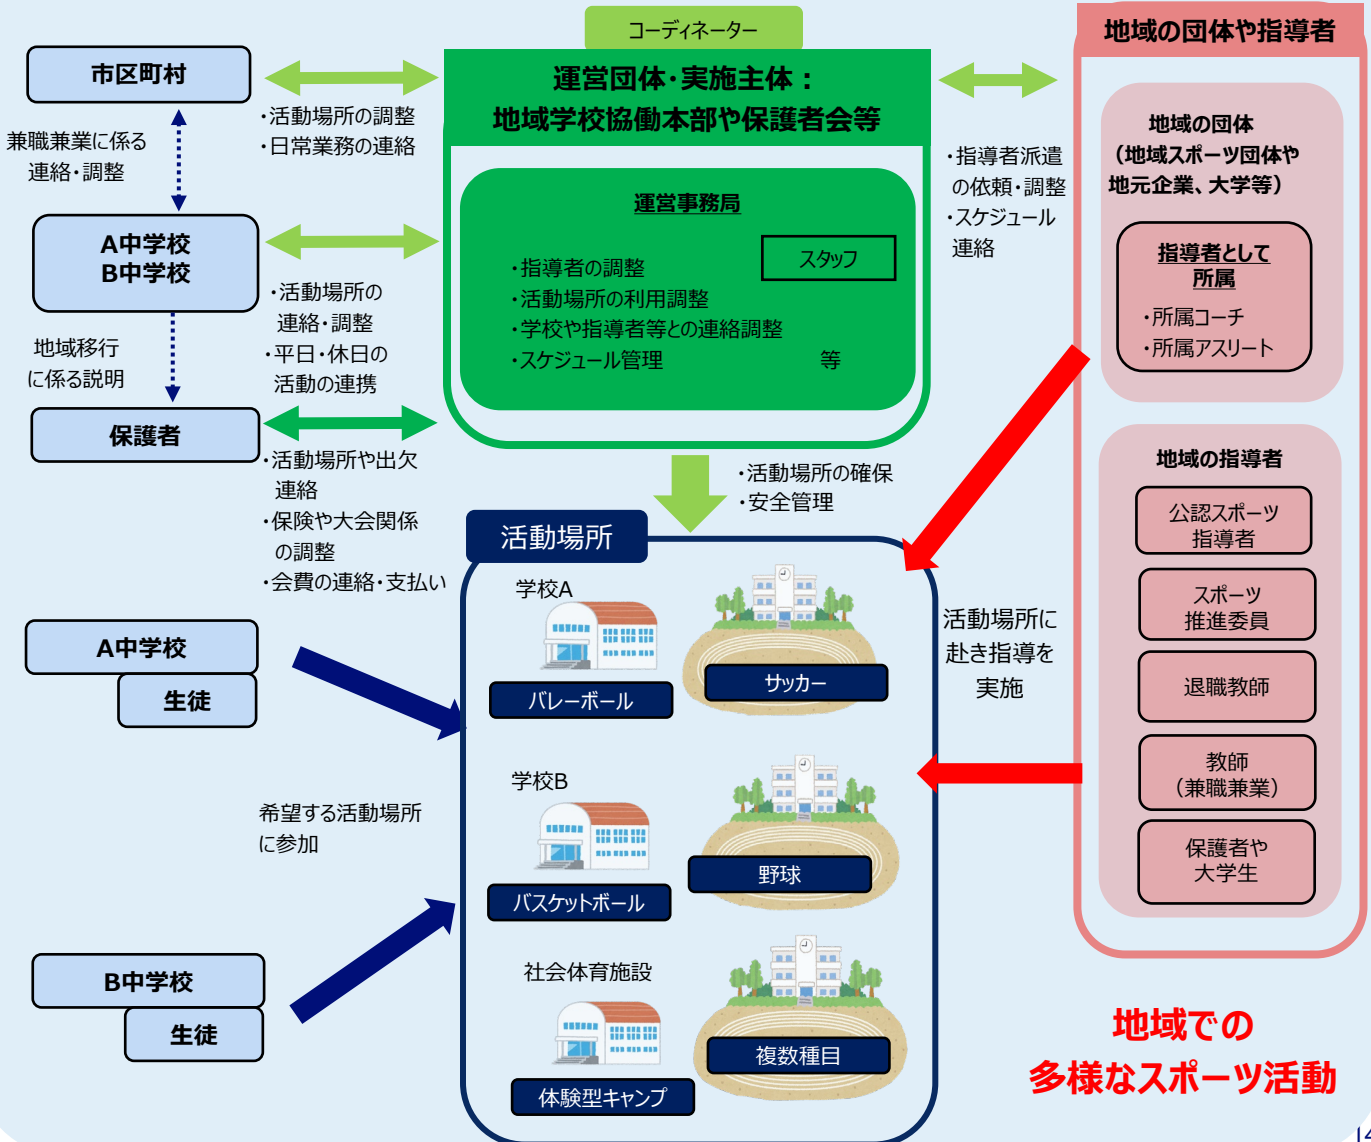 コーディネーター
運営団体・実施主体：
地域学校協働本部や保護者会等
運営事務局
スタッフ
・指導者の調整
・活動場所の利用調整
・学校や指導者等との連絡調整
・スケジュール管理　等
市区町村
・活動場所の調整
・日常業務の連絡
兼職兼業に係る
連絡・調整
A中学校
B中学校
・活動場所の
連絡・調整
・平日・休日の
活動の連携
地域移行
に係る説明
保護者
・活動場所や出欠
連絡
・保険や大会関係
の調整
・会費の連絡・支払い
・指導者派遣
の依頼・調整
・スケジュール
連絡
地域の団体や指導者
地域の団体
（地域スポーツ団体や
地元企業、大学等）
指導者として
所属
・所属コーチ
・所属アスリート
地域の指導者
公認スポーツ
指導者
スポーツ
推進委員
退職教師
教師
（兼職兼業）
保護者や
大学生
・活動場所の確保
・安全管理
活動場所
学校A
バレーボール
サッカー
学校B
バスケットボール
野球
社会体育施設
体験型キャンプ
複数種目
活動場所に
赴き指導を
実施
A中学校
生徒
希望する活動場所
に参加
B中学校
生徒
地域での
多様なスポーツ活動
14